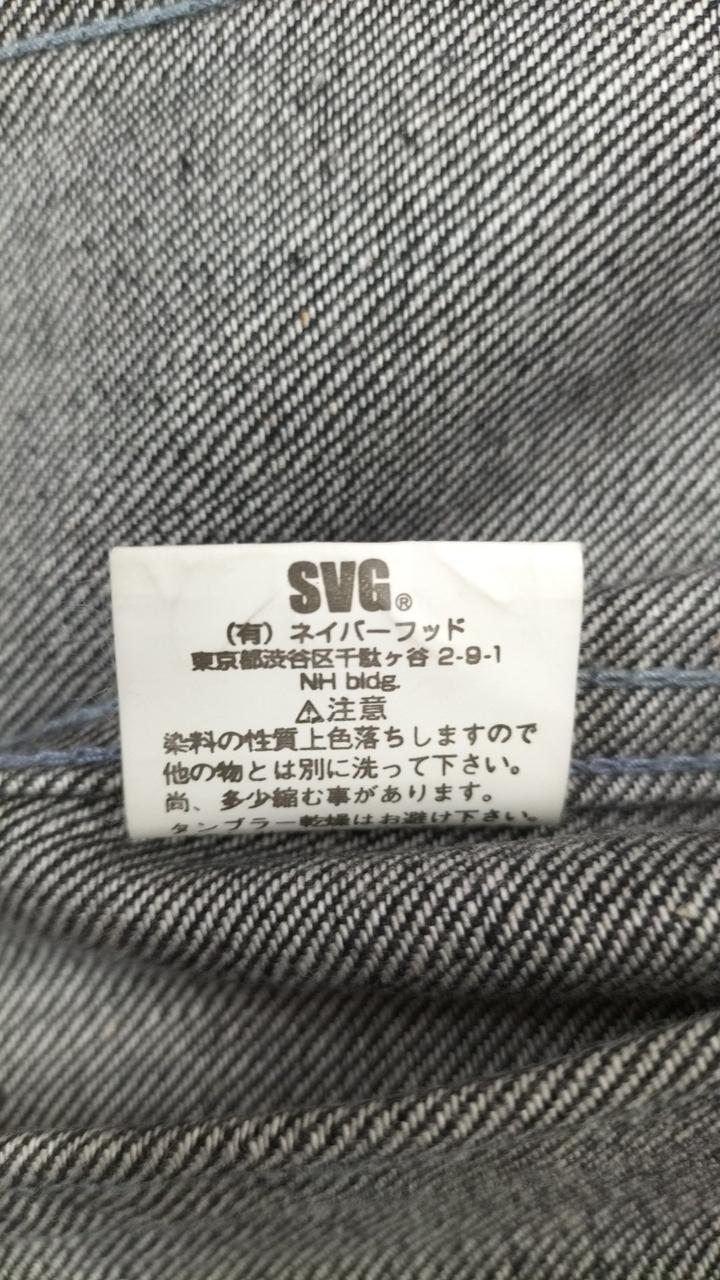 SVG®
(有) ネイバーフッド
東京都渋谷区千駄ヶ谷 2-9-1
NH bldg.
⚠注意
染料の性質上色落ちしますので
他の物とは別に洗って下さい。
尚、多少縮む事があります。
タンブラー乾燥はお避け下さい。